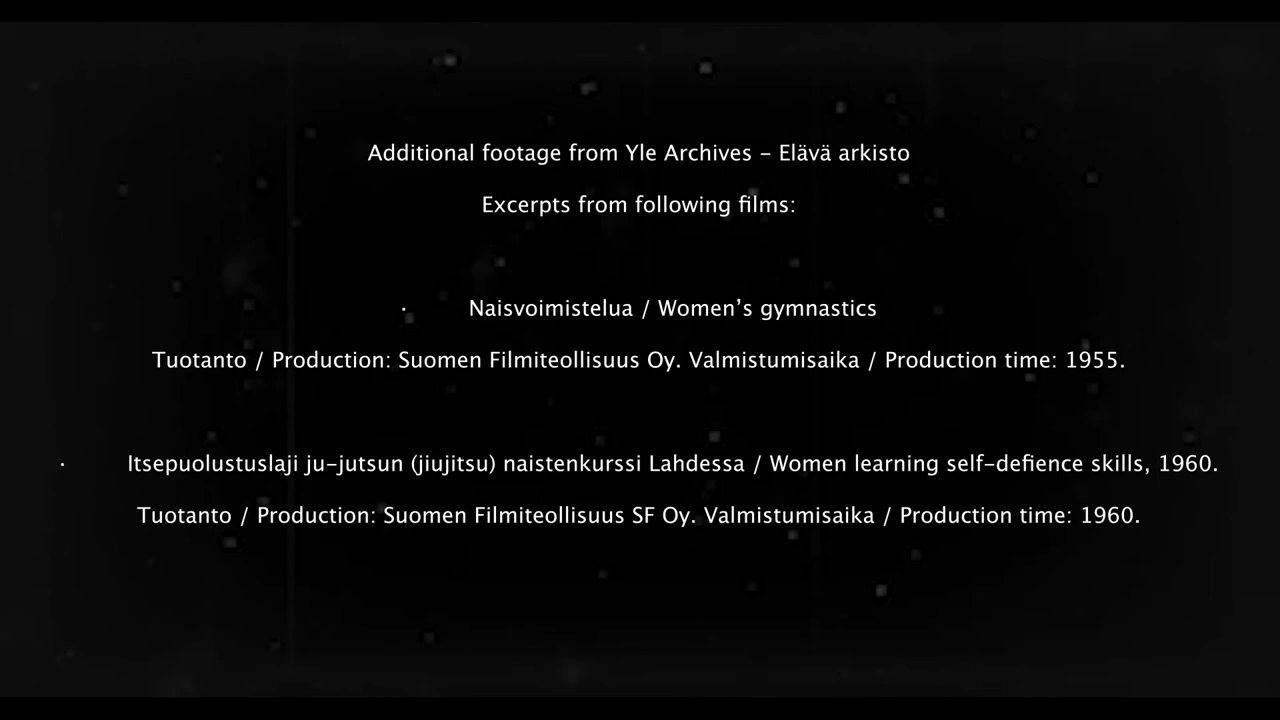 Additional footage from Yle Archives – Elävä arkisto
Excerpts from following films:
· Naisvoimistelua / Women’s gymnastics
Tuotanto / Production: Suomen Filmiteollisuus Oy. Valmistumisaika / Production time: 1955.
· Itsepuolustuslaji ju-jutsun (jiujitsu) naistenkurssi Lahdessa / Women learning self-defience skills, 1960.
Tuotanto / Production: Suomen Filmiteollisuus SF Oy. Valmistumisaika / Production time: 1960.